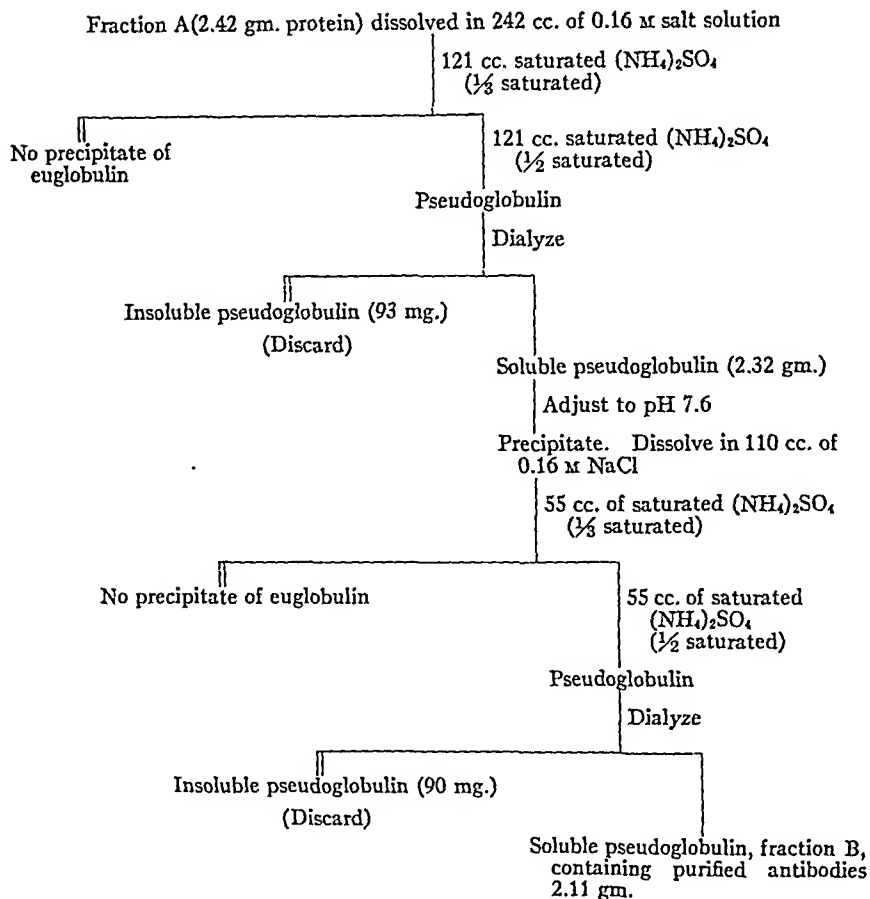 Fraction A(2.42 gm. protein) dissolved in 242 cc. of 0.16 M salt solution
121 cc. saturated (NH₄)₂SO₄
(⅓ saturated)
No precipitate of
euglobulin
121 cc. saturated (NH₄)₂SO₄
(½ saturated)
Pseudoglobulin
Dialyze
Insoluble pseudoglobulin (93 mg.)
(Discard)
Soluble pseudoglobulin (2.32 gm.)
Adjust to pH 7.6
Precipitate. Dissolve in 110 cc. of
0.16 M NaCl
55 cc. of saturated (NH₄)₂SO₄
(⅓ saturated)
No precipitate of euglobulin
55 cc. of saturated
(NH₄)₂SO₄
(½ saturated)
Pseudoglobulin
Dialyze
Insoluble pseudoglobulin (90 mg.)
(Discard)
Soluble pseudoglobulin, fraction B,
containing purified antibodies
2.11 gm.